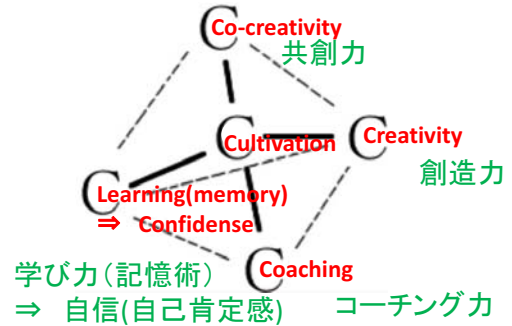 C Co-creativity
共創力
C Cultivation
C Creativity
創造力
C Learning(memory)
⇒ Confidense
C Coaching
学び力(記憶術)
⇒ 自信(自己肯定感)
コーチング力